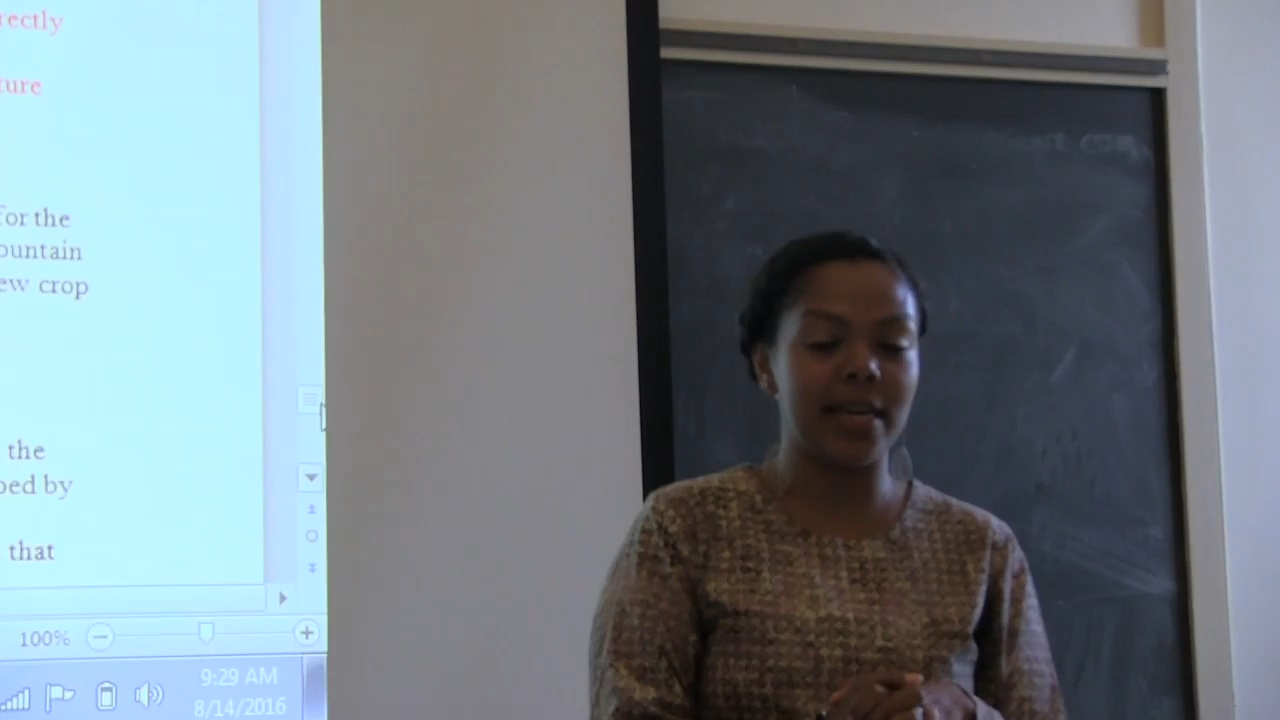 rectly
ture
for the
ountain
ew crop
the
ped by
that
100%
9:29 AM
8/14/2016